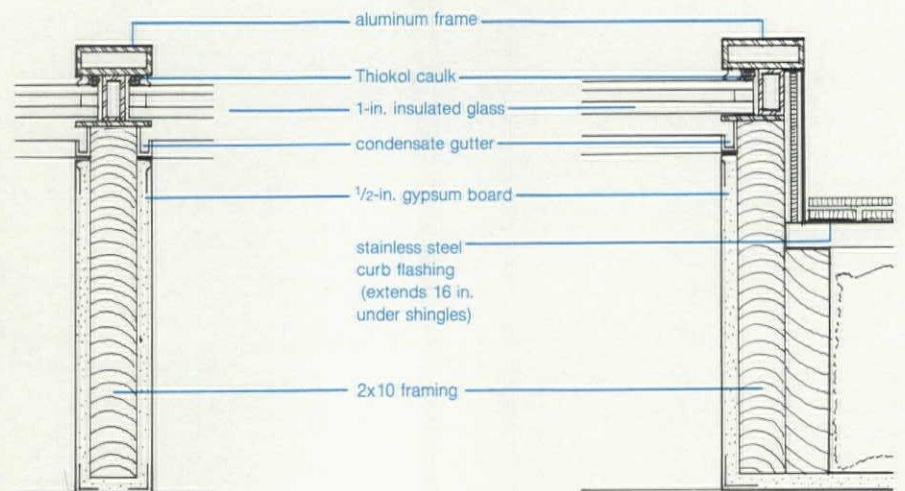 aluminum frame
Thiokol caulk
1-in. insulated glass
condensate gutter
1/2-in. gypsum board
stainless steel
curb flashing
(extends 16 in.
under shingles)
2x10 framing